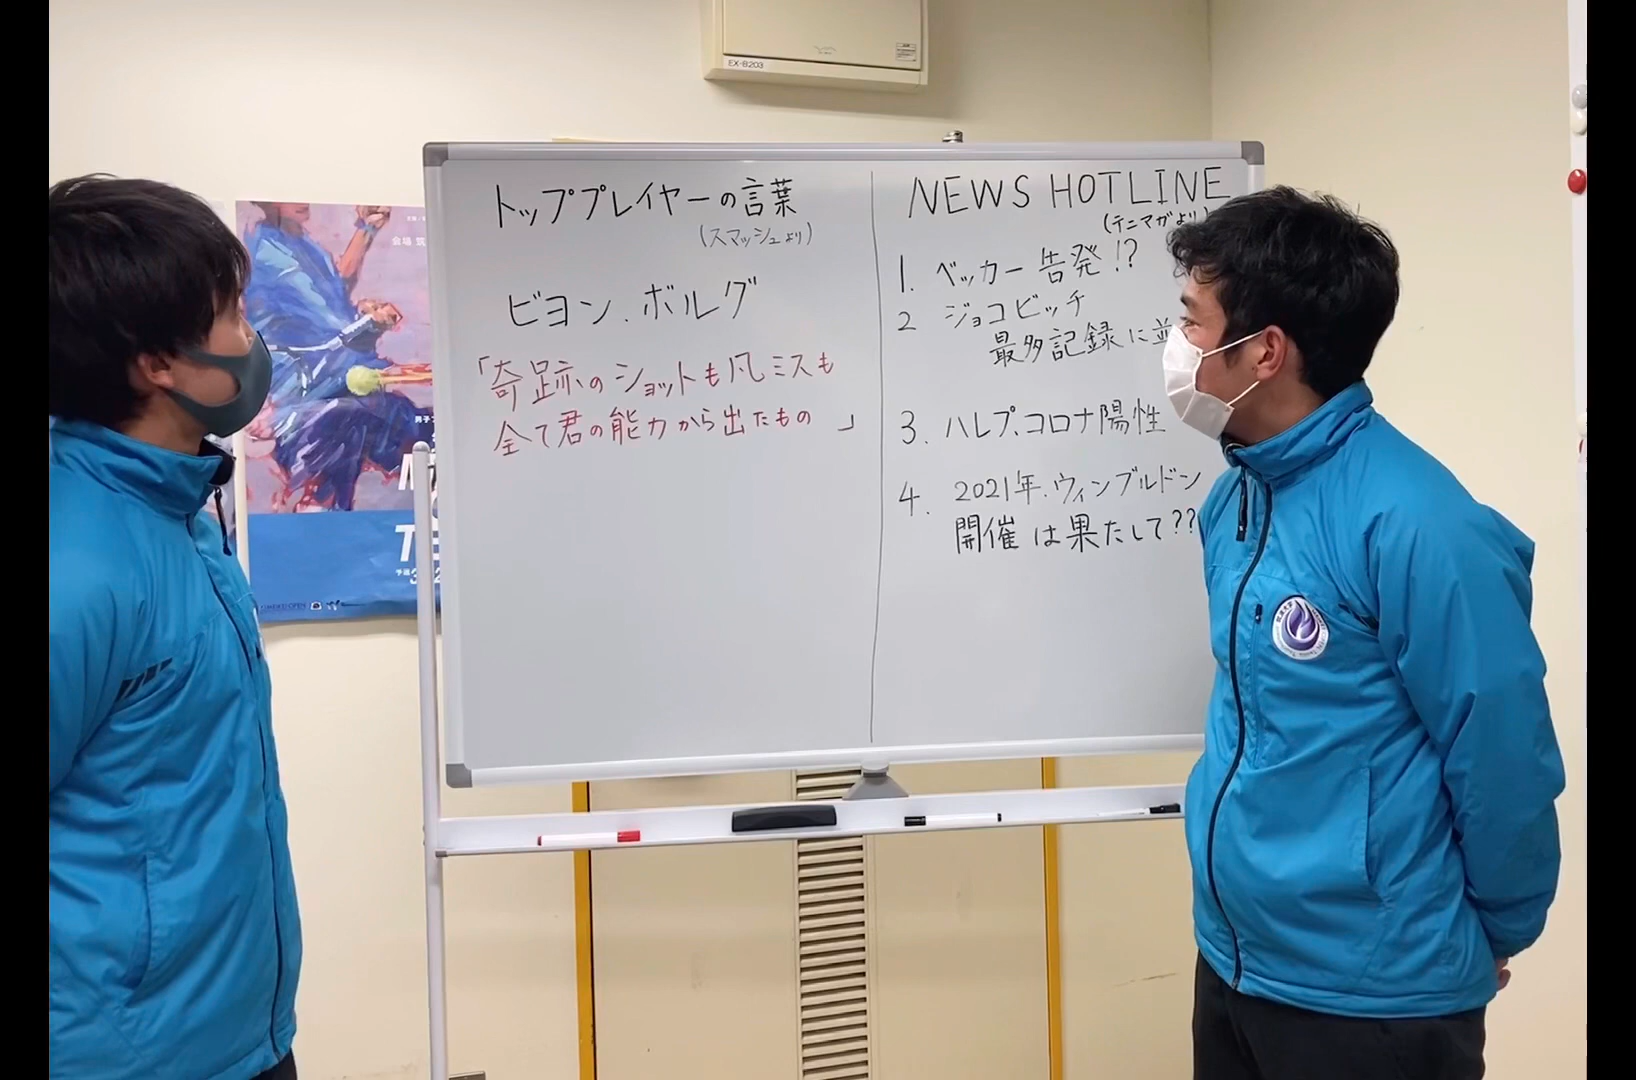 EX-B203
トッププレイヤーの言葉
(スマッシュより)
ビヨン.ボルグ
「奇跡のショットも凡ミスも
全て君の能力から出たもの 」
NEWS HOTLINE
(テニマガより)
1. ベッカー告発!?
2 ジョコビッチ
最多記録に並
3. ハレプ、コロナ陽性
4. 2021年.ウィンブルドン
開催は果たして??
会場 筑